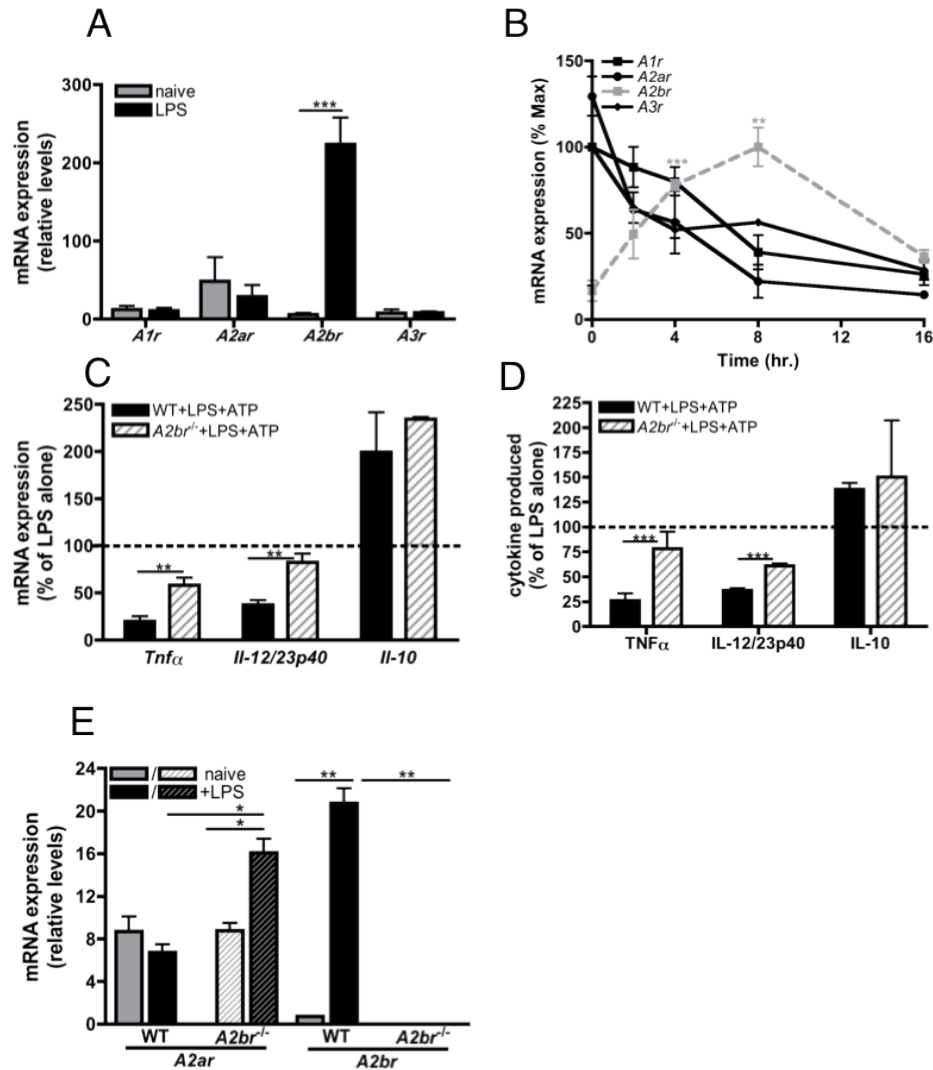 A
mRNA expression
(relative levels)
300
200
100
0
naive
LPS
***
A1r
A2ar
A2br
A3r
B
mRNA expression (% Max)
150
100
50
0
A1r
A2ar
A2br
A3r
***
**
0
4
8
12
16
Time (hr.)
C
mRNA expression
(% of LPS alone)
250
200
150
100
50
0
WT+LPS+ATP
A2br-/-+LPS+ATP
**
**
Tnfα
Il-12/23p40
Il-10
D
cytokine produced
(% of LPS alone)
225
200
175
150
125
100
75
50
25
0
WT+LPS+ATP
A2br-/-+LPS+ATP
***
***
TNFα
IL-12/23p40
IL-10
E
mRNA expression
(relative levels)
24
20
16
12
8
4
0
/ naive
/ +LPS
*
*
**
**
WT
A2br-/-
WT
A2br-/-
A2ar
A2br